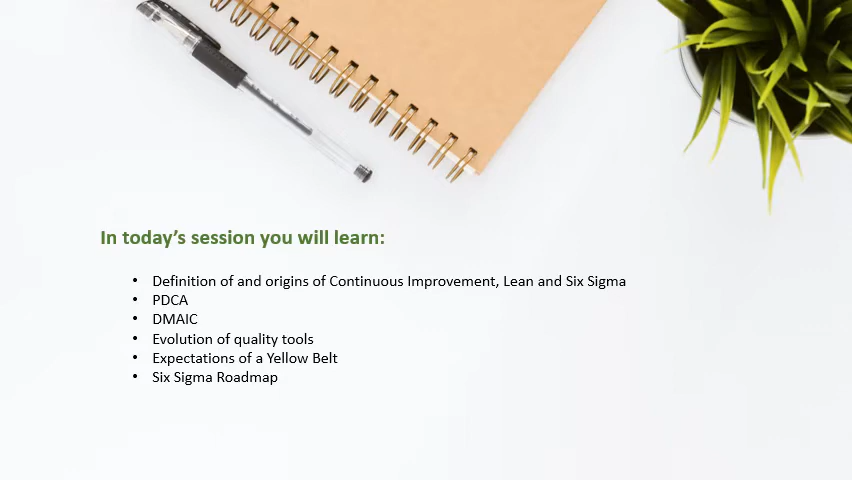 In today’s session you will learn:
• Definition of and origins of Continuous Improvement, Lean and Six Sigma
• PDCA
• DMAIC
• Evolution of quality tools
• Expectations of a Yellow Belt
• Six Sigma Roadmap